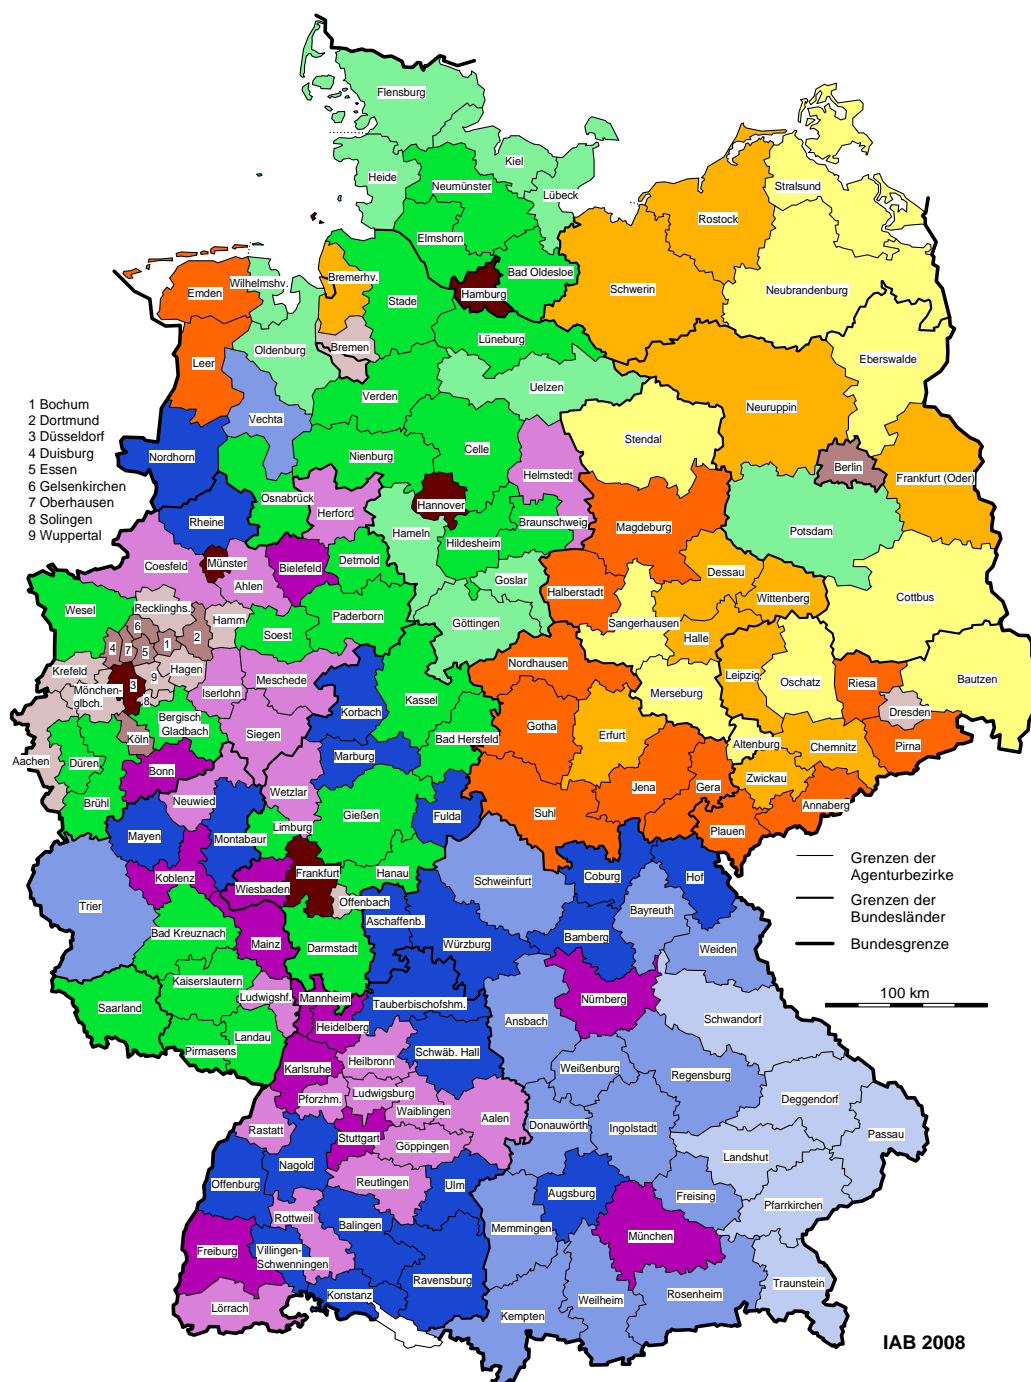 Flensburg
Kiel
Heide
Neumünster
Lübeck
Stralsund
Rostock
Elmshorn
Bad Oldesloe
Wilhelmshv.
Bremerhv.
Emden
Hamburg
Schwerin
Neubrandenburg
Stade
Lüneburg
Oldenburg
Bremen
Eberswalde
Leer
Uelzen
Verden
Neuruppin
1 Bochum
2 Dortmund
3 Düsseldorf
4 Duisburg
5 Essen
6 Gelsenkirchen
7 Oberhausen
8 Solingen
9 Wuppertal
Vechta
Stendal
Nordhorn
Nienburg
Celle
Helmstedt
Berlin
Frankfurt (Oder)
Osnabrück
Herford
Hannover
Rheine
Braunschweig
Magdeburg
Potsdam
Hameln
Hildesheim
Münster
Coesfeld
Bielefeld
Detmold
Ahlen
Goslar
Halberstadt
Dessau
Wittenberg
Cottbus
Wesel
Recklinghs.
Hamm
Paderborn
Soest
Göttingen
Sangerhausen
Halle
6
4
7
5
1
2
Krefeld
Hagen
9
3
8
Mönchen-
glbch.
Iserlohn
Meschede
Nordhausen
Merseburg
Leipzig
Oschatz
Riesa
Bautzen
Kassel
Korbach
Dresden
Bergisch
Gladbach
Siegen
Gotha
Erfurt
Bad Hersfeld
Altenburg
Chemnitz
Pirna
Köln
Aachen
Düren
Bonn
Marburg
Jena
Gera
Zwickau
Wetzlar
Brühl
Neuwied
Annaberg
Suhl
Limburg
Gießen
Fulda
Plauen
Mayen
Montabaur
Koblenz
Wiesbaden
Frankfurt
Hanau
Coburg
Hof
Schweinfurt
Grenzen der
Agenturbezirke
Grenzen der
Bundesländer
Bundesgrenze
Trier
Offenbach
Aschaffenb.
Bayreuth
Bad Kreuznach
Mainz
Darmstadt
Würzburg
Bamberg
Weiden
Kaiserslautern
Saarland
Ludwigshf.
Mannheim
Tauberbischofshm.
Nürnberg
100 km
Ansbach
Schwandorf
Landau
Pirmasens
Heidelberg
Schwäb. Hall
Heilbronn
Karlsruhe
Weißenburg
Regensburg
Pforzhm.
Ludwigsburg
Waiblingen
Aalen
Deggendorf
Rastatt
Stuttgart
Göppingen
Donauwörth
Ingolstadt
Passau
Nagold
Landshut
Offenburg
Reutlingen
Ulm
Augsburg
Freising
Pfarrkirchen
Rottweil
Balingen
Memmingen
München
Freiburg
Villingen-
Schwenningen
Ravensburg
Traunstein
Konstanz
Lörrach
Kempten
Weilheim
Rosenheim
IAB 2008